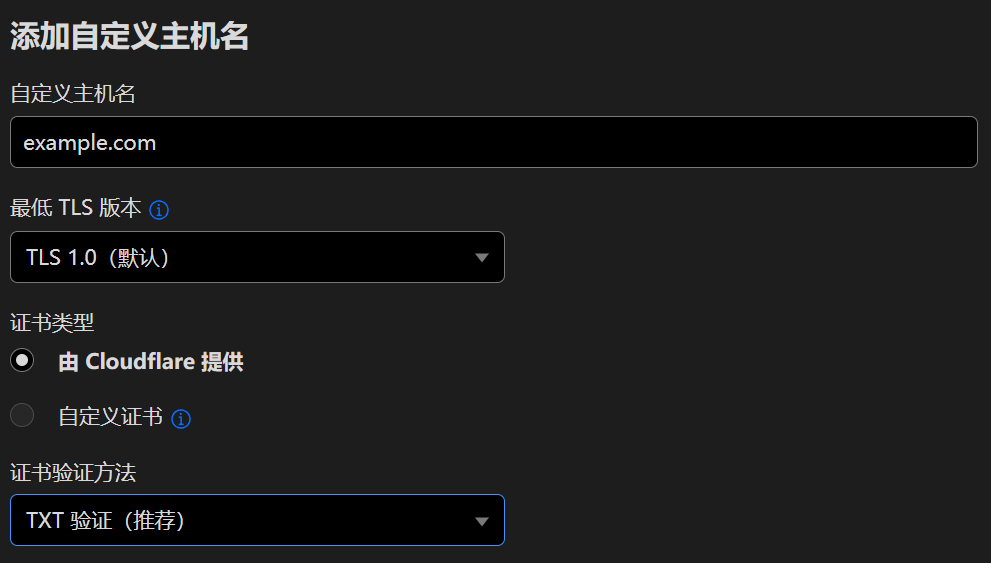 添加自定义主机名
自定义主机名
example.com
最低 TLS 版本
TLS 1.0（默认）
证书类型
由 Cloudflare 提供
自定义证书
证书验证方法
TXT 验证（推荐）